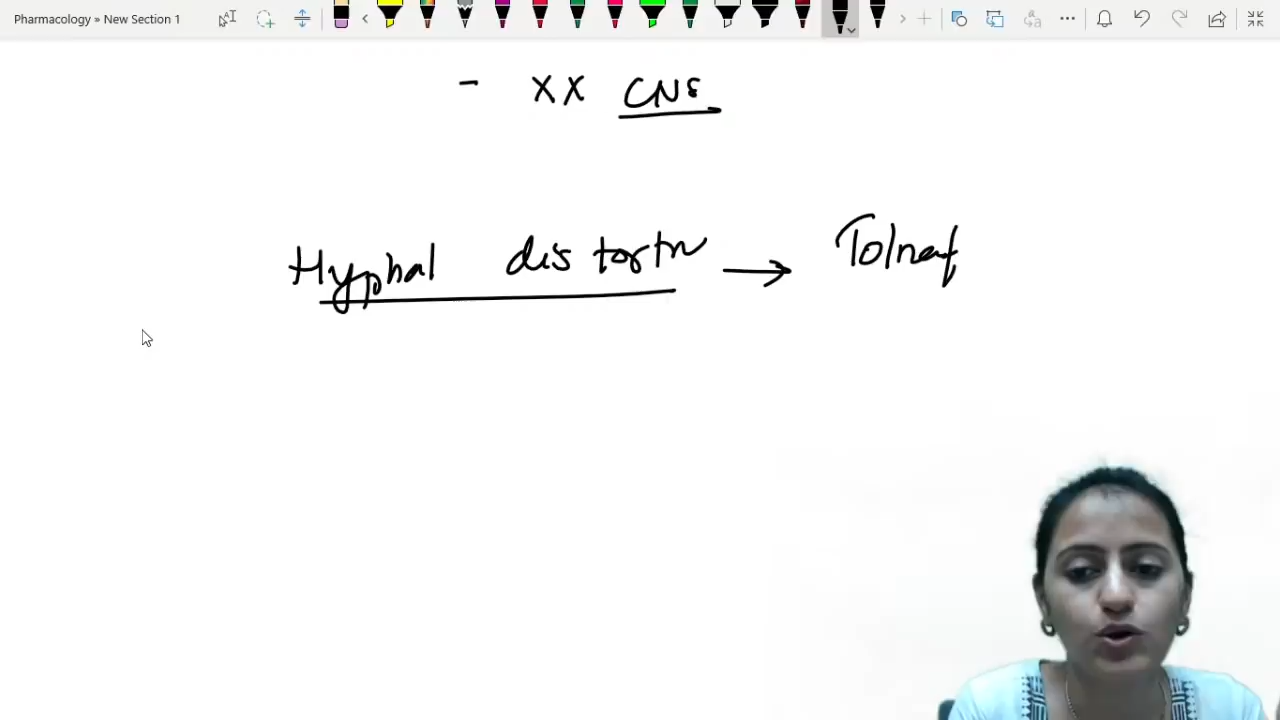 Pharmacology » New Section 1
- XX CNS
Hyphal distortn → Tolnaf